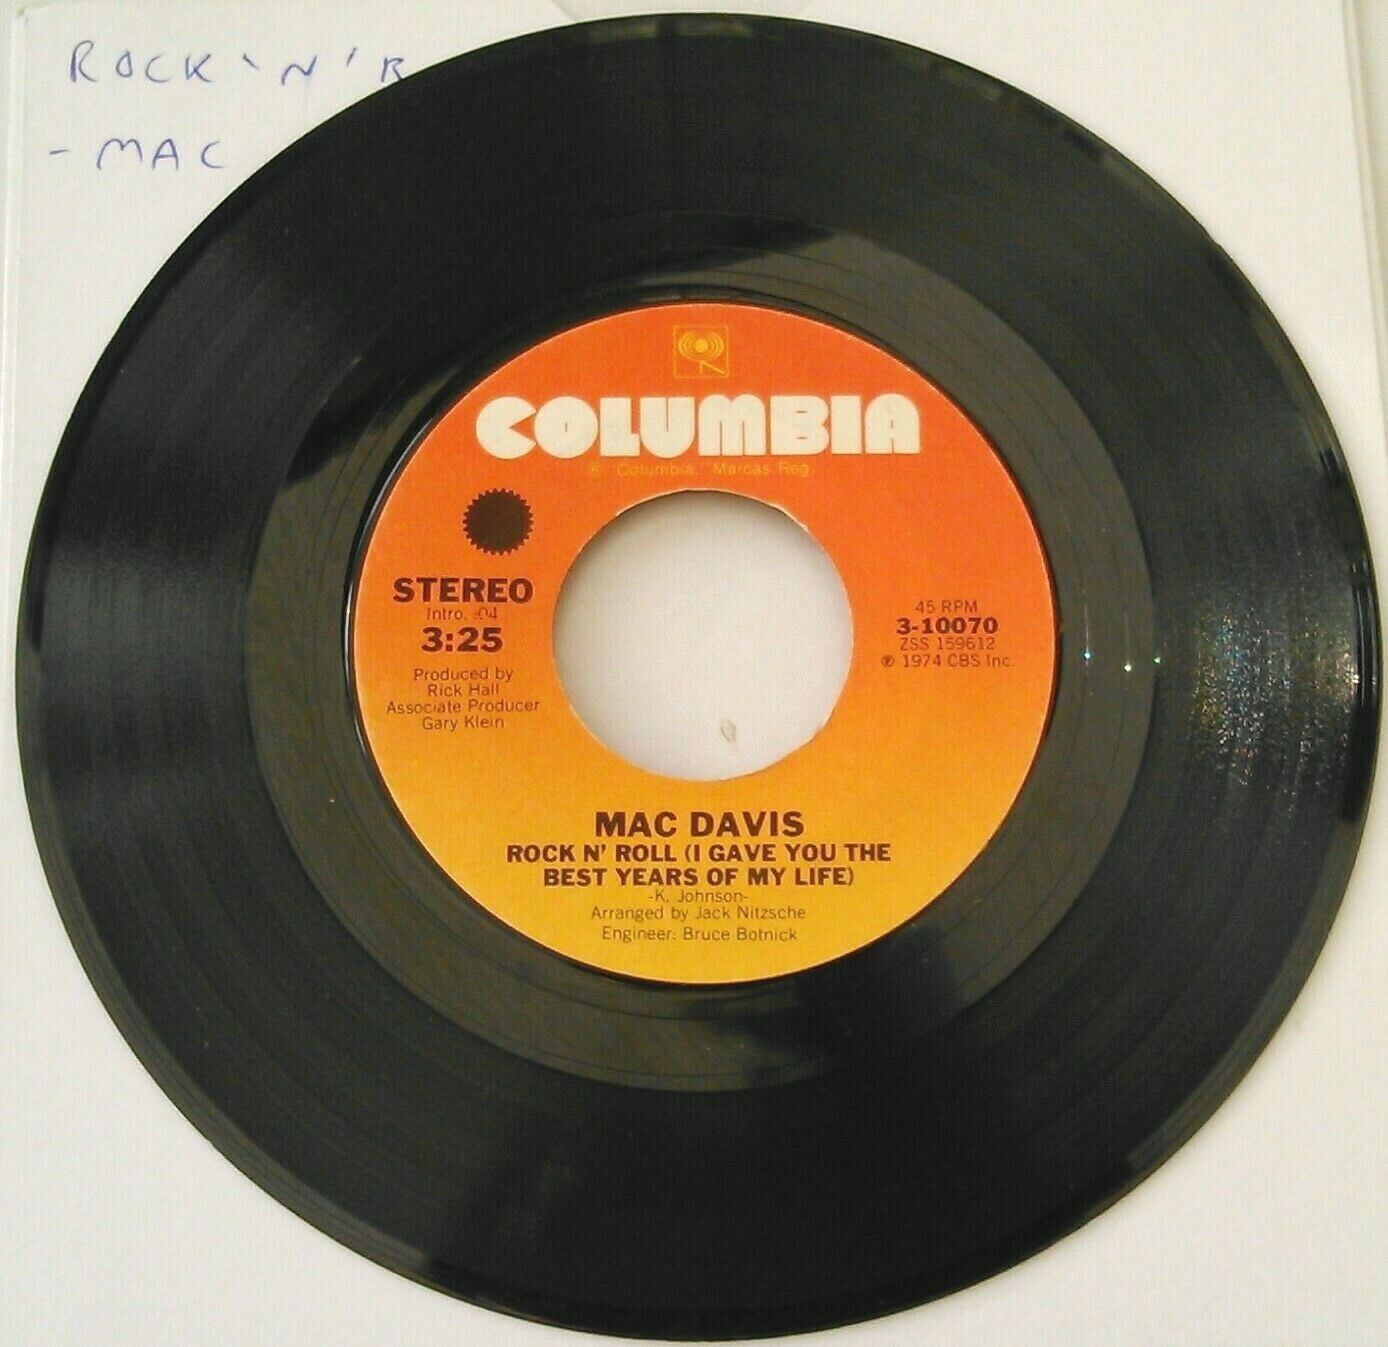 ROCK 'N' R
- MAC
COLUMBIA
® Columbia. Marcas Reg.
STEREO
Intro. :04
3:25
Produced by
Rick Hall
Associate Producer
Gary Klein
45 RPM
3-10070
ZSS 159612
℗ 1974 CBS Inc.
MAC DAVIS
ROCK N' ROLL (I GAVE YOU THE
BEST YEARS OF MY LIFE)
-K. Johnson-
Arranged by Jack Nitzsche
Engineer: Bruce Botnick